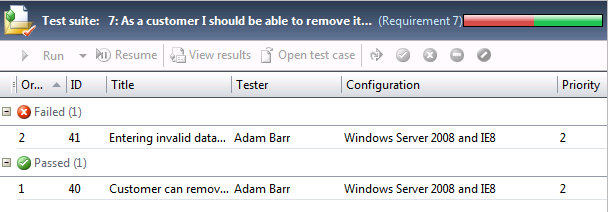 Test suite: 7: As a customer I should be able to remove it... (Requirement 7)
Run Resume View results Open test case
Or... ID Title Tester Configuration Priority
Failed (1)
2 41 Entering invalid data... Adam Barr Windows Server 2008 and IE8 2
Passed (1)
1 40 Customer can remov... Adam Barr Windows Server 2008 and IE8 2